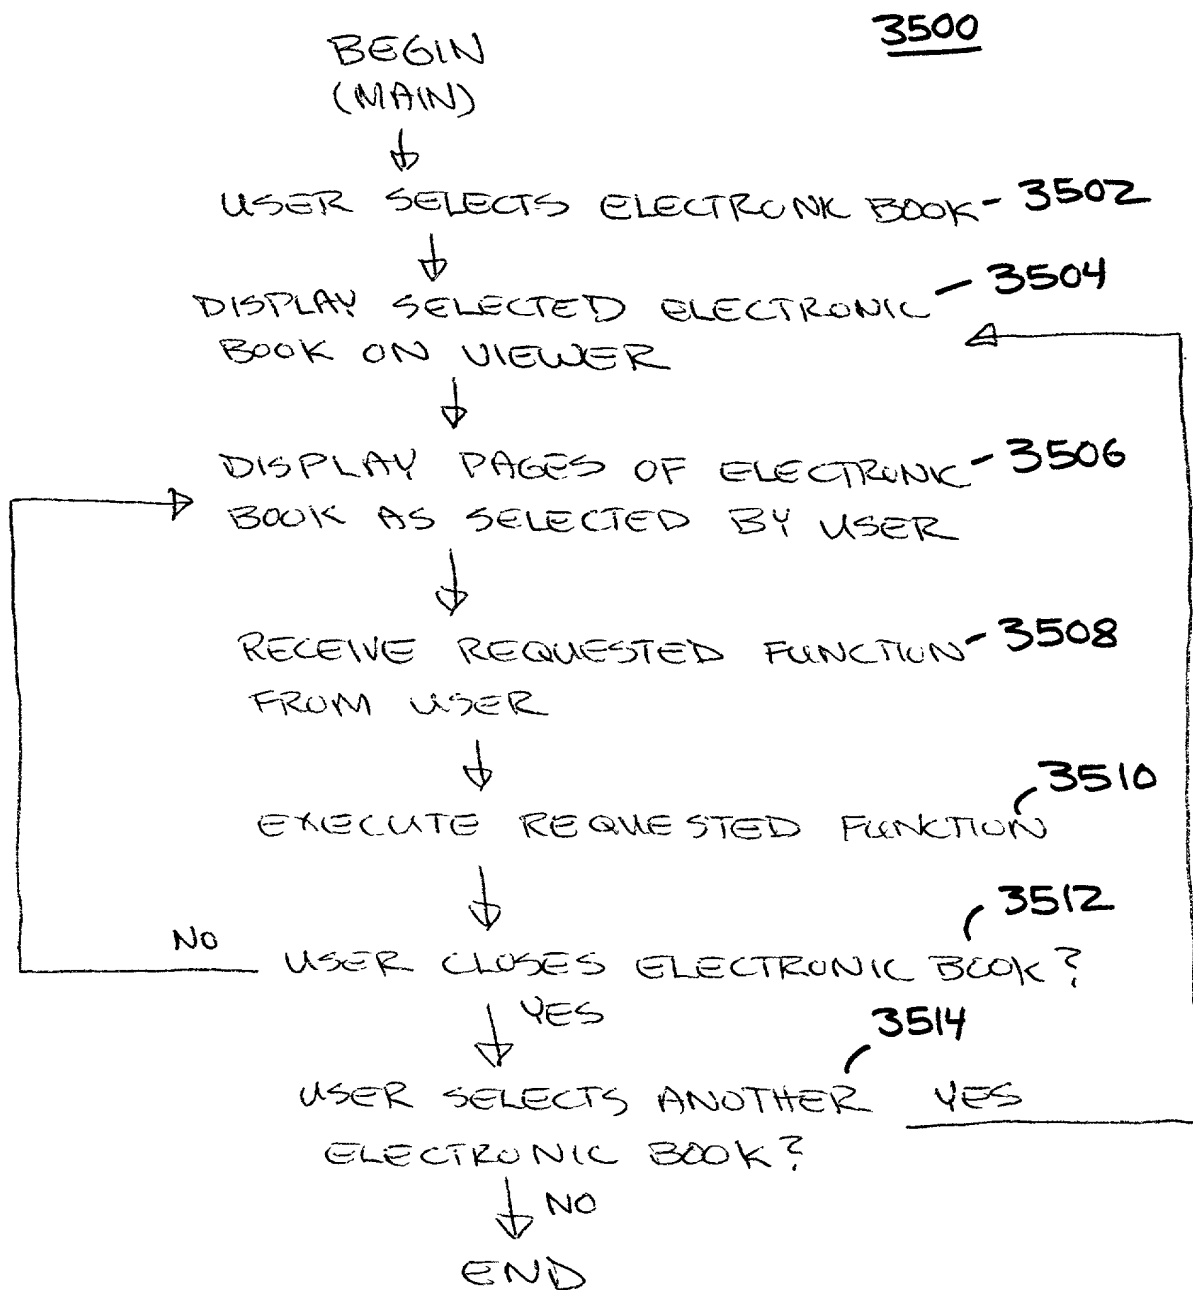 3500
BEGIN
(MAIN)
USER SELECTS ELECTRONIC BOOK - 3502
DISPLAY SELECTED ELECTRONIC - 3504
BOOK ON VIEWER
DISPLAY PAGES OF ELECTRONIC - 3506
BOOK AS SELECTED BY USER
RECEIVE REQUESTED FUNCTION - 3508
FROM USER
3510
EXECUTE REQUESTED FUNCTION
3512
NO
USER CLOSES ELECTRONIC BOOK?
YES
3514
USER SELECTS ANOTHER YES
ELECTRONIC BOOK?
NO
END